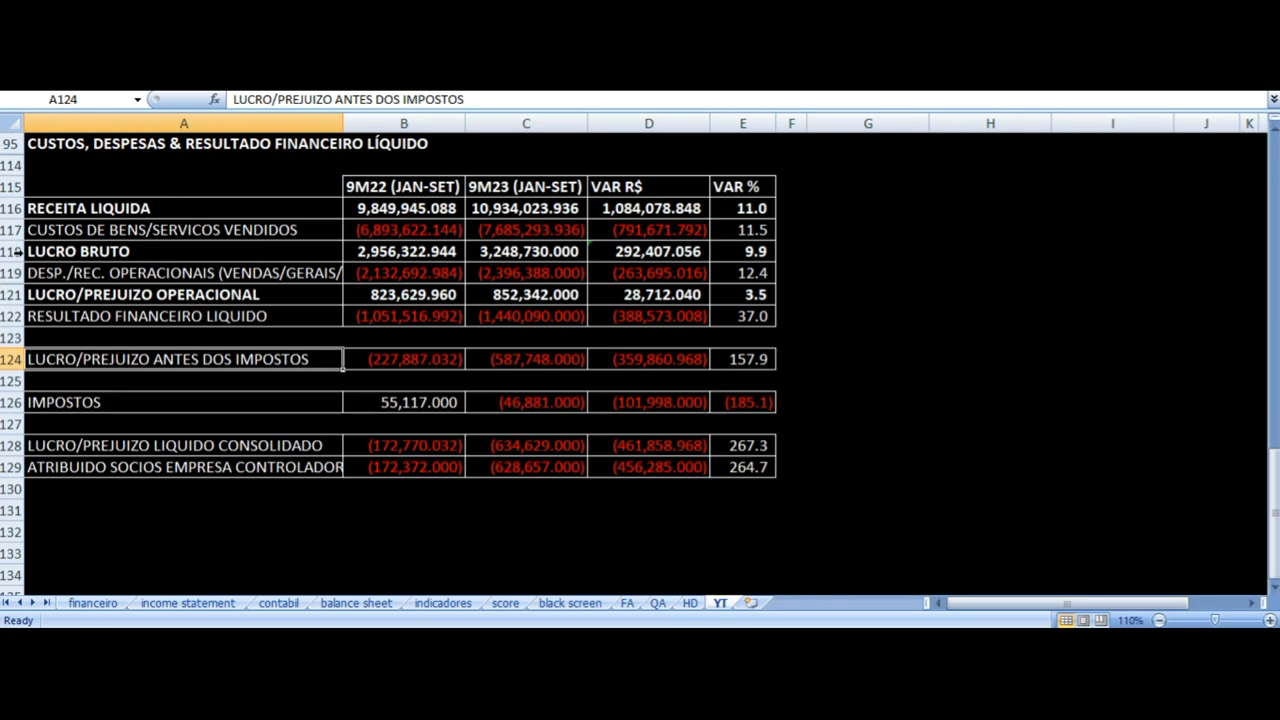 A124 fx LUCRO/PREJUIZO ANTES DOS IMPOSTOS
A B C D E F G H I J K
95 CUSTOS, DESPESAS & RESULTADO FINANCEIRO LÍQUIDO
114
115 9M22 (JAN-SET) 9M23 (JAN-SET) VAR R$ VAR %
116 RECEITA LIQUIDA 9,849,945.088 10,934,023.936 1,084,078.848 11.0
117 CUSTOS DE BENS/SERVICOS VENDIDOS (6,893,622.144) (7,685,293.936) (791,671.792) 11.5
118 LUCRO BRUTO 2,956,322.944 3,248,730.000 292,407.056 9.9
119 DESP./REC. OPERACIONAIS (VENDAS/GERAIS/ (2,132,692.984) (2,396,388.000) (263,695.016) 12.4
121 LUCRO/PREJUIZO OPERACIONAL 823,629.960 852,342.000 28,712.040 3.5
122 RESULTADO FINANCEIRO LIQUIDO (1,051,516.992) (1,440,090.000) (388,573.008) 37.0
123
124 LUCRO/PREJUIZO ANTES DOS IMPOSTOS (227,887.032) (587,748.000) (359,860.968) 157.9
125
126 IMPOSTOS 55,117.000 (46,881.000) (101,998.000) (185.1)
127
128 LUCRO/PREJUIZO LIQUIDO CONSOLIDADO (172,770.032) (634,629.000) (461,858.968) 267.3
129 ATRIBUIDO SOCIOS EMPRESA CONTROLADOR (172,372.000) (628,657.000) (456,285.000) 264.7
130
131
132
133
134
financeiro income statement contabil balance sheet indicadores score black screen FA QA HD YT
Ready 110%